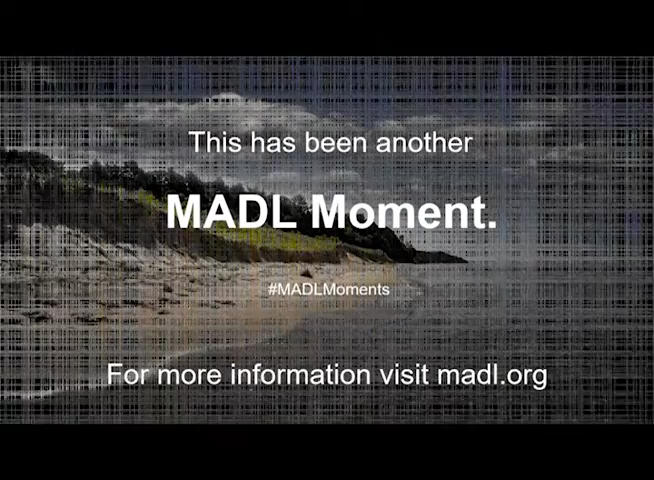 This has been another
MADL Moment.
#MADLMoments
For more information visit madl.org